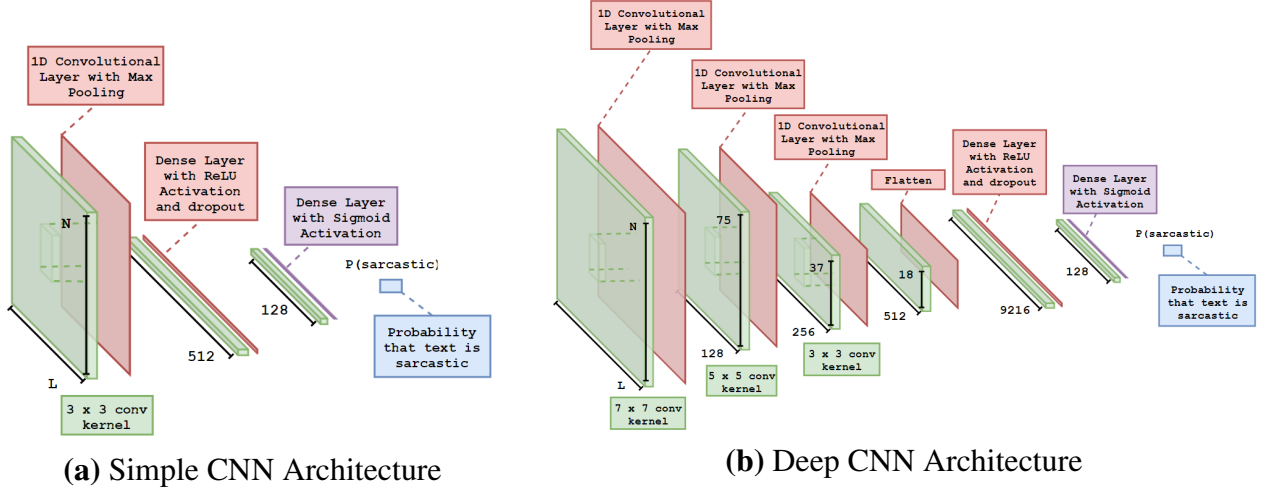 1D Convolutional
Layer with Max
Pooling
Dense Layer
with ReLU
Activation
and dropout
Dense Layer
with Sigmoid
Activation
P(sarcastic)
Probability
that text is
sarcastic
N
L
512
128
3 x 3 conv
kernel
(a) Simple CNN Architecture
1D Convolutional
Layer with Max
Pooling
1D Convolutional
Layer with Max
Pooling
1D Convolutional
Layer with Max
Pooling
Flatten
Dense Layer
with ReLU
Activation
and dropout
Dense Layer
with Sigmoid
Activation
P(sarcastic)
Probability
that text is
sarcastic
N
75
37
18
L
128
256
512
9216
128
7 x 7 conv
kernel
5 x 5 conv
kernel
3 x 3 conv
kernel
(b) Deep CNN Architecture